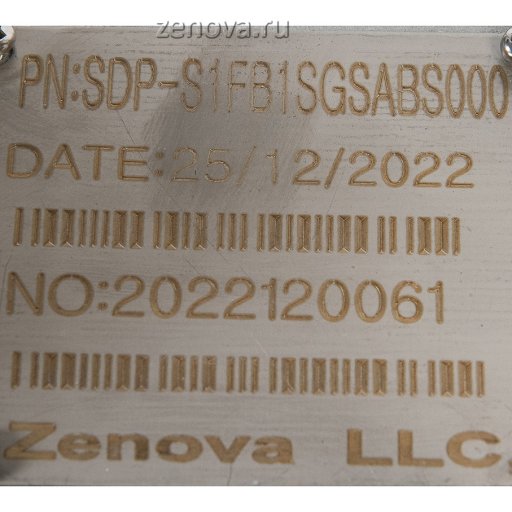 zenova.ru
PN:SDP-S1FB1SGSABS000
DATE:25/12/2022
NO:2022120061
Zenova LLC.